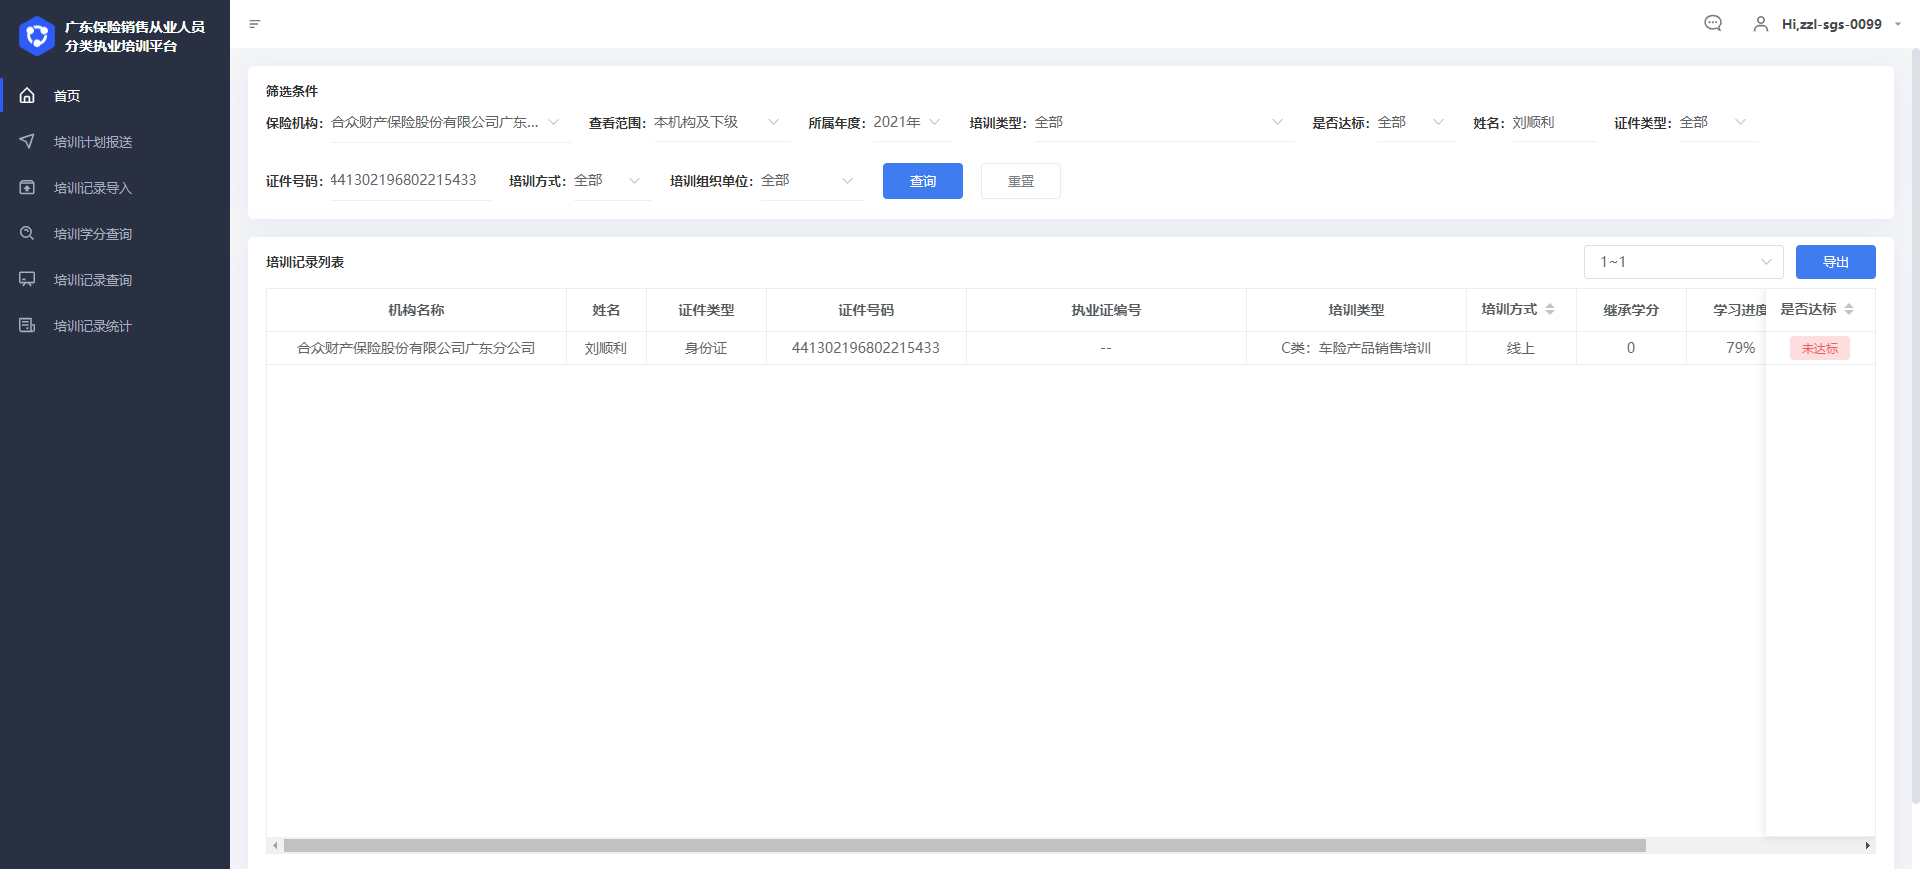 广东保险销售从业人员
分类执业培训平台
Hi,zzl-sgs-0099
首页
培训计划报送
培训记录导入
培训学分查询
培训记录查询
培训记录统计
筛选条件
保险机构: 合众财产保险股份有限公司广东... 查看范围: 本机构及下级 所属年度: 2021年 培训类型: 全部 是否达标: 全部 姓名: 刘顺利 证件类型: 全部
证件号码: 441302196802215433 培训方式: 全部 培训组织单位: 全部 查询 重置
培训记录列表 1~1 导出
机构名称 姓名 证件类型 证件号码 执业证编号 培训类型 培训方式 继承学分 学习进度 是否达标
合众财产保险股份有限公司广东分公司 刘顺利 身份证 441302196802215433 -- C类：车险产品销售培训 线上 0 79% 未达标